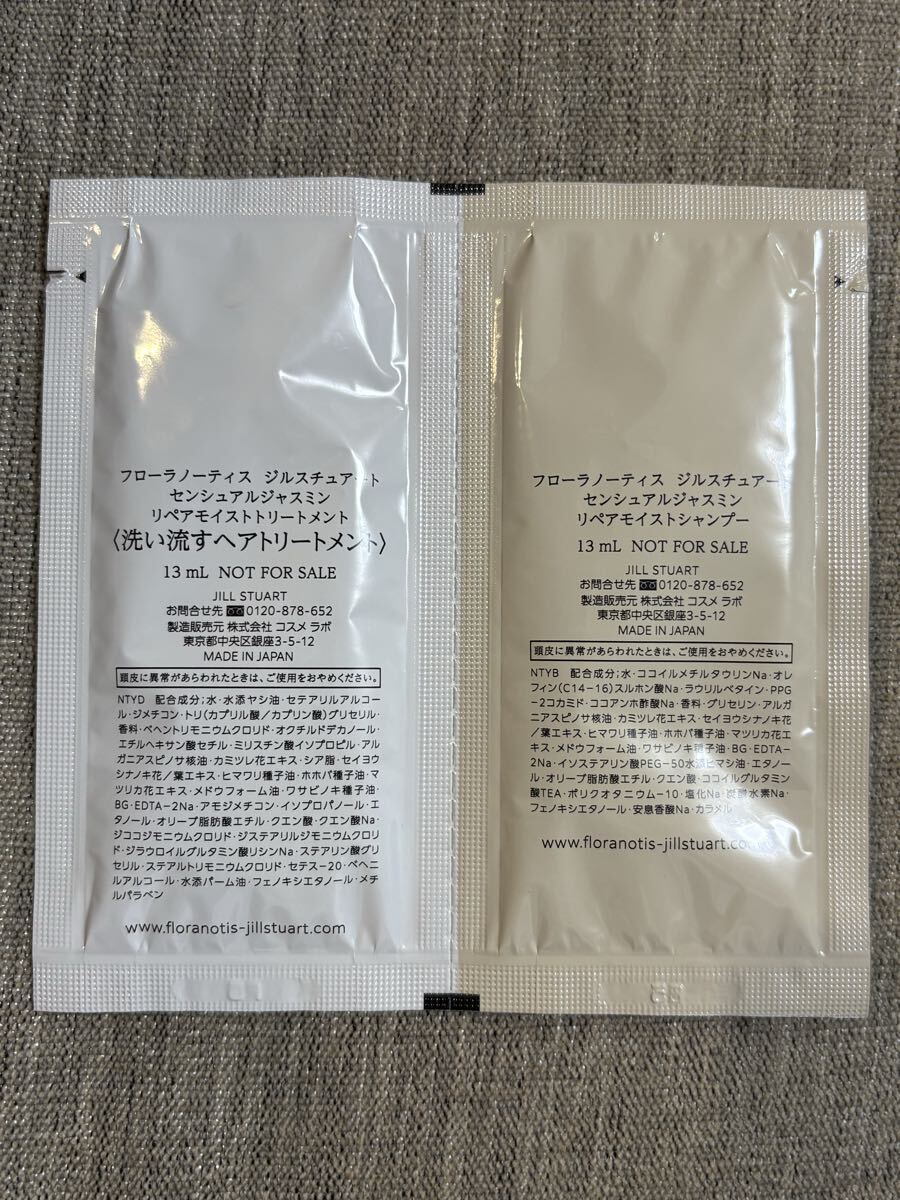 フローラノーティス ジルスチュアート
センシュアルジャスミン
リペアモイストトリートメント
〈洗い流すヘアトリートメント〉
13 mL NOT FOR SALE
JILL STUART
お問合せ先 0120-878-652
製造販売元 株式会社 コスメ ラボ
東京都中央区銀座3-5-12
MADE IN JAPAN
頭皮に異常があらわれたときは、ご使用をおやめください。
NTYD 配合成分;水・水添ヤシ油・セテアリルアルコー
ル・ジメチコン・トリ(カプリル酸/カプリン酸)グリセリル・
香料・ベヘントリモニウムクロリド・オクチルドデカノール・
エチルヘキサン酸セチル・ミリスチン酸イソプロピル・アル
ガニアスピノサ核油・カミツレ花エキス・シア脂・セイヨウ
シナノキ花/葉エキス・ヒマワリ種子油・ホホバ種子油・マ
ツリカ花エキス・メドウフォーム油・ワサビノキ種子油・
BG・EDTA-2Na・アモジメチコン・イソプロパノール・エ
タノール・オリーブ脂肪酸エチル・クエン酸・クエン酸Na・
ジココジモニウムクロリド・ジステアリルジモニウムクロリ
ド・ジラウロイルグルタミン酸リシンNa・ステアリン酸グリ
セリル・ステアルトリモニウムクロリド・セテス-20・ベヘニ
ルアルコール・水添パーム油・フェノキシエタノール・メチ
ルパラベン
www.floranotis-jillstuart.com
フローラノーティス ジルスチュアート
センシュアルジャスミン
リペアモイストシャンプー
13 mL NOT FOR SALE
JILL STUART
お問合せ先 0120-878-652
製造販売元 株式会社 コスメ ラボ
東京都中央区銀座3-5-12
MADE IN JAPAN
頭皮に異常があらわれたときは、ご使用をおやめください。
NTYB 配合成分;水・ココイルメチルタウリンNa・オレ
フィン(C14-16)スルホン酸Na・ラウリルベタイン・PPG
-2コカミド・ココアンホ酢酸Na・香料・グリセリン・アルガ
ニアスピノサ核油・カミツレ花エキス・セイヨウシナノキ花
/葉エキス・ヒマワリ種子油・ホホバ種子油・マツリカ花エ
キス・メドウフォーム油・ワサビノキ種子油・BG・EDTA-
2Na・イソステアリン酸PEG-50水添ヒマシ油・エタノー
ル・オリーブ脂肪酸エチル・クエン酸・ココイルグルタミン
酸TEA・ポリクオタニウム-10・塩化Na・炭酸水素Na・
フェノキシエタノール・安息香酸Na・カラメル
www.floranotis-jillstuart.com